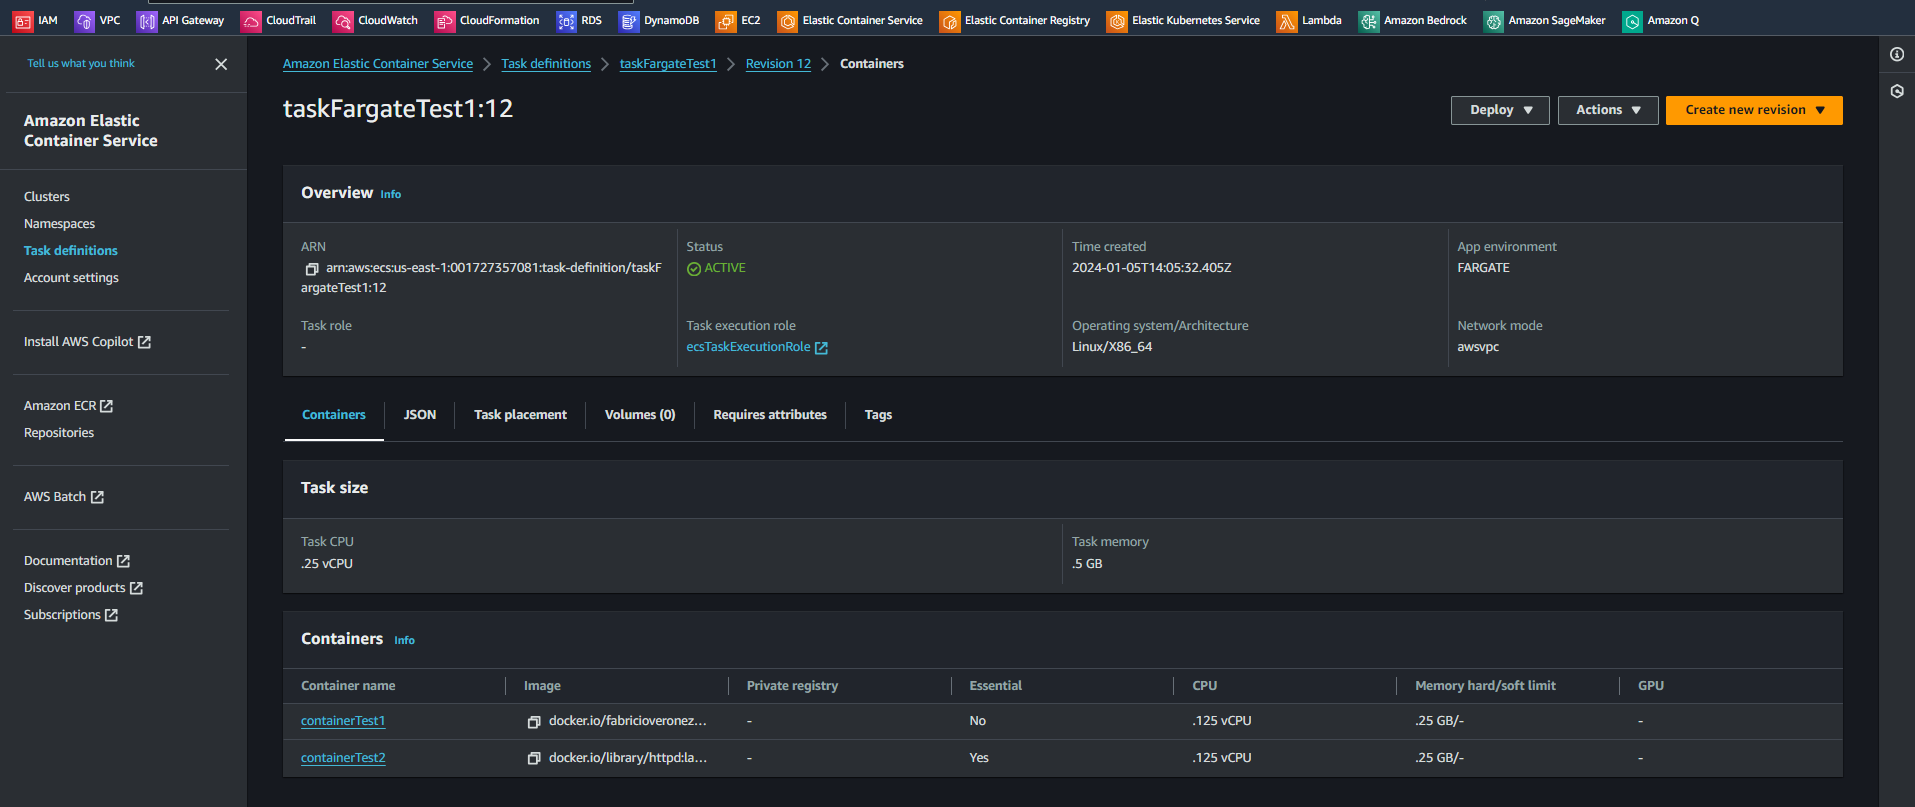 IAM VPC API Gateway CloudTrail CloudWatch CloudFormation RDS DynamoDB EC2 Elastic Container Service Elastic Container Registry Elastic Kubernetes Service Lambda Amazon Bedrock Amazon SageMaker Amazon Q
Tell us what you think
Amazon Elastic
Container Service
Clusters
Namespaces
Task definitions
Account settings
Install AWS Copilot
Amazon ECR
Repositories
AWS Batch
Documentation
Discover products
Subscriptions
Amazon Elastic Container Service > Task definitions > taskFargateTest1 > Revision 12 > Containers
taskFargateTest1:12
Deploy Actions Create new revision
Overview Info
ARN
arn:aws:ecs:us-east-1:001727357081:task-definition/taskF
argateTest1:12
Status
ACTIVE
Time created
2024-01-05T14:05:32.405Z
App environment
FARGATE
Task role
-
Task execution role
ecsTaskExecutionRole
Operating system/Architecture
Linux/X86_64
Network mode
awsvpc
Containers JSON Task placement Volumes (0) Requires attributes Tags
Task size
Task CPU
.25 vCPU
Task memory
.5 GB
Containers Info
Container name Image Private registry Essential CPU Memory hard/soft limit GPU
containerTest1 docker.io/fabricioveronez... - No .125 vCPU .25 GB/- -
containerTest2 docker.io/library/httpd:la... - Yes .125 vCPU .25 GB/- -